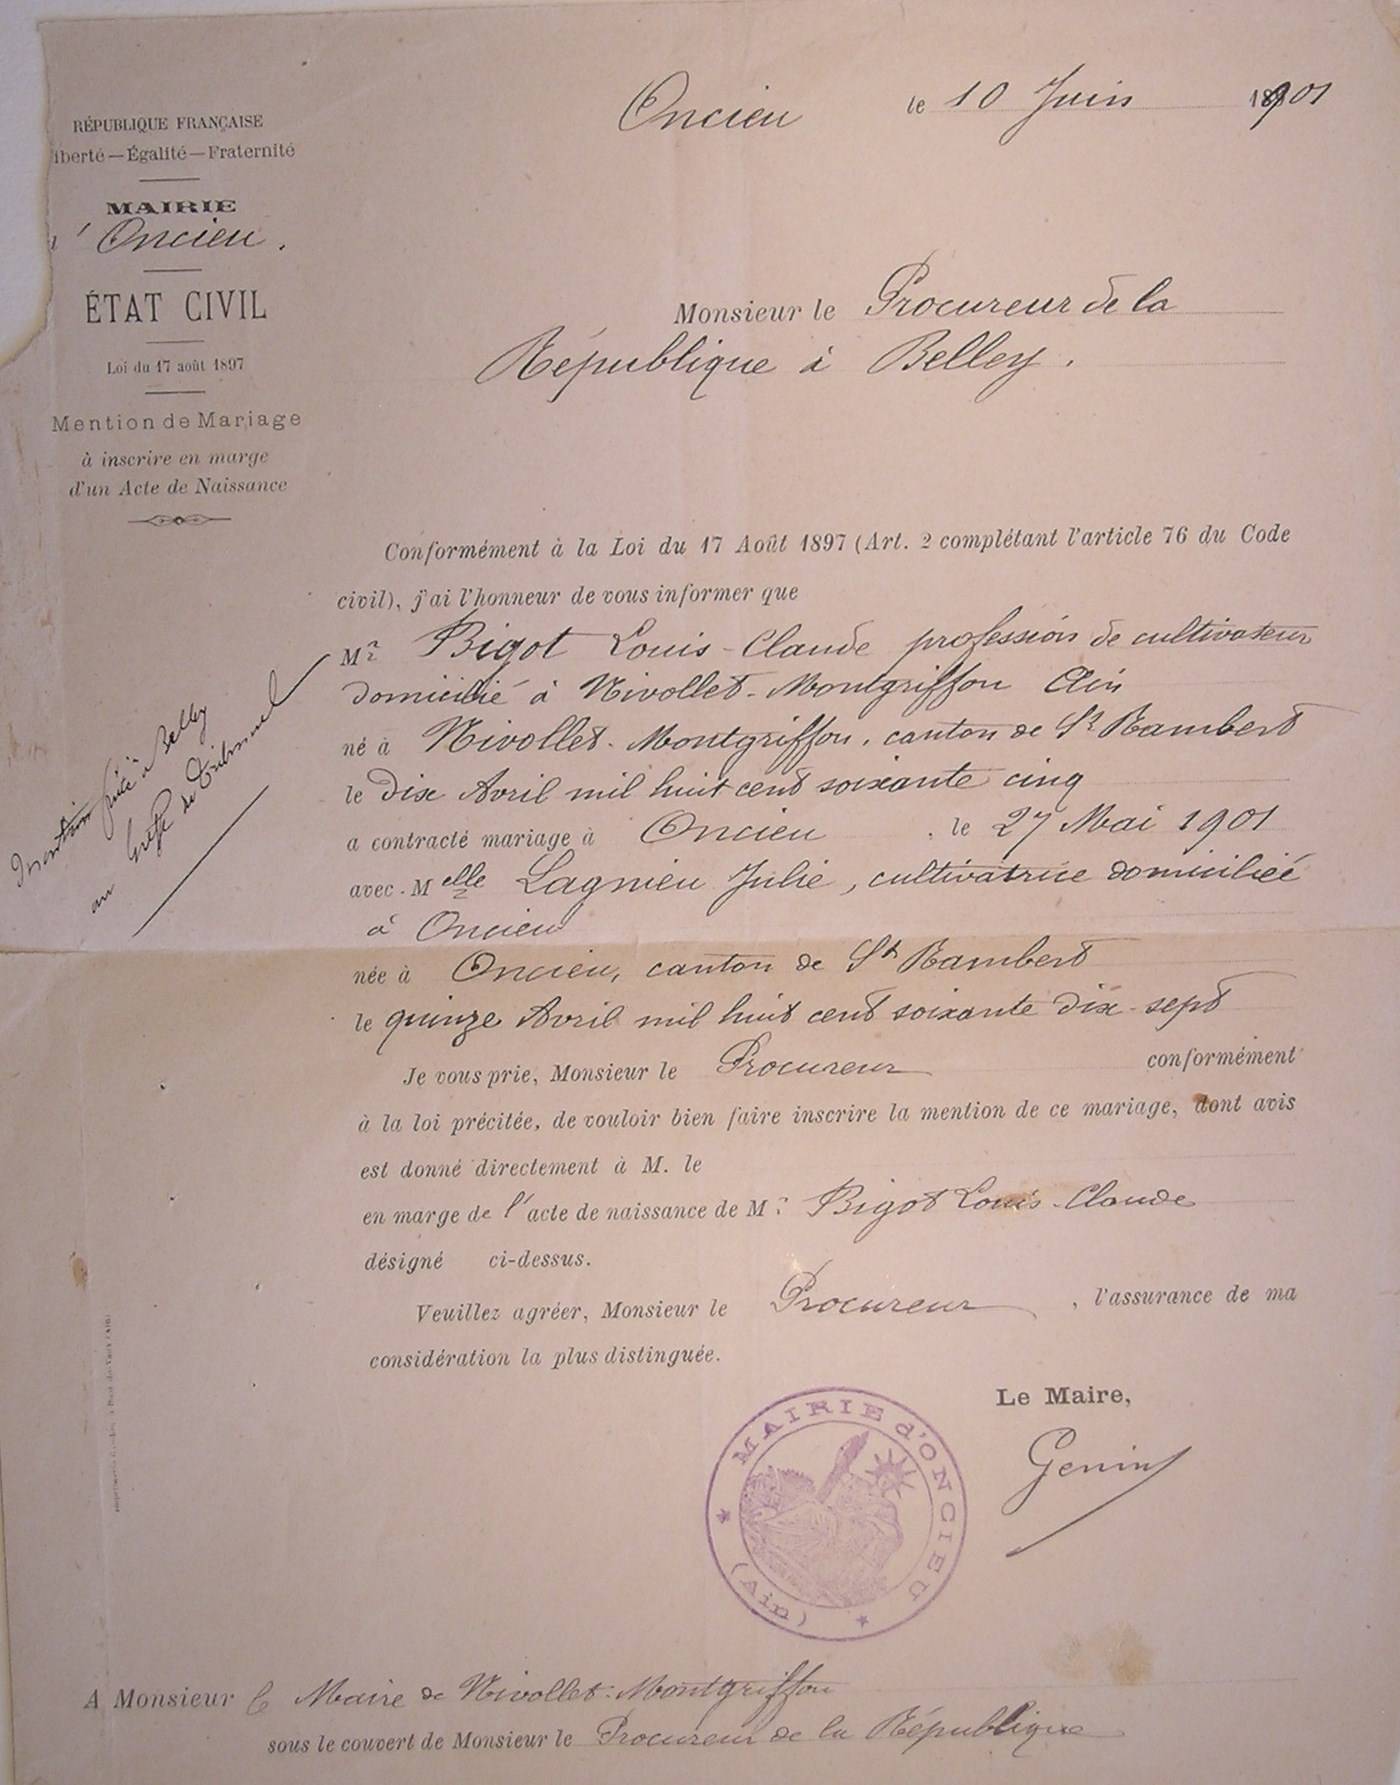 RÉPUBLIQUE FRANÇAISE
iberté — Égalité — Fraternité
MAIRIE
d'Oncieu.
ÉTAT CIVIL
Loi du 17 août 1897
Mention de Mariage
à inscrire en marge
d'un Acte de Naissance
Oncieu le 10 Juin 1901
Monsieur le Procureur de la
République à Belley.
Conformément à la Loi du 17 Août 1897 (Art. 2 complétant l'article 76 du Code
civil), j'ai l'honneur de vous informer que
Mr Bigot Louis-Claude profession de cultivateur
domicilié à Nivollet-Montgriffon Ain
né à Nivollet-Montgriffon, canton de St Rambert
le dix Avril mil huit cent soixante cinq
a contracté mariage à Oncieu, le 27 Mai 1901
avec Melle Lagnieu Julie, cultivatrice domiciliée
à Oncieu
née à Oncieu, canton de St Rambert
le quinze Avril mil huit cent soixante dix-sept
Je vous prie, Monsieur le Procureur conformément
à la loi précitée, de vouloir bien faire inscrire la mention de ce mariage, dont avis
est donné directement à M. le
en marge de l'acte de naissance de Mr Bigot Louis-Claude
désigné ci-dessus.
Veuillez agréer, Monsieur le Procureur, l'assurance de ma
considération la plus distinguée.
Le Maire,
Genin
MAIRIE d'ONCIEU
(Ain)
Insertion faite à Belley
au Greffe du Tribunal
A Monsieur le Maire de Nivollet-Montgriffon
sous le couvert de Monsieur le Procureur de la République